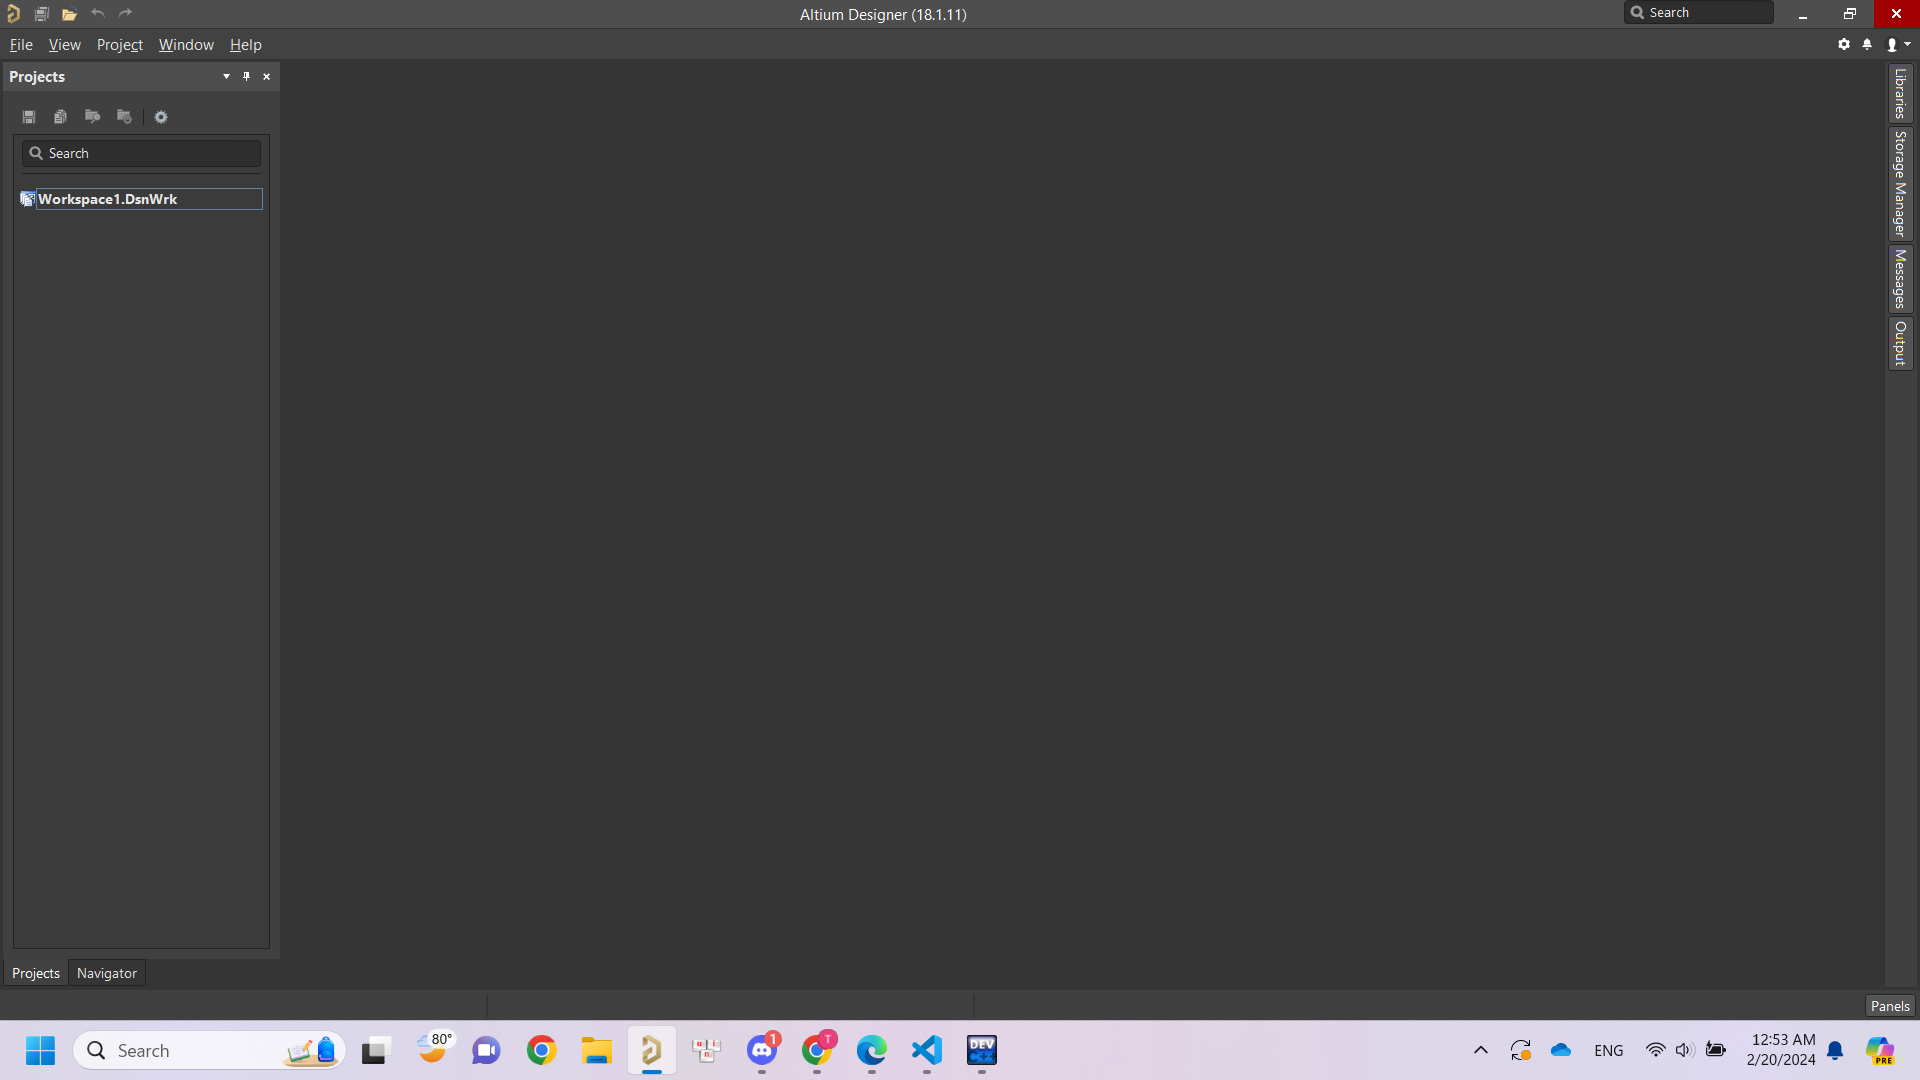 Altium Designer (18.1.11)
Search
File View Project Window Help
Projects
Search
Workspace1.DsnWrk
Libraries
Storage Manager
Messages
Output
Projects Navigator
Panels
Search
80°
1
T
DEV
C++
ENG
12:53 AM
2/20/2024
PRE